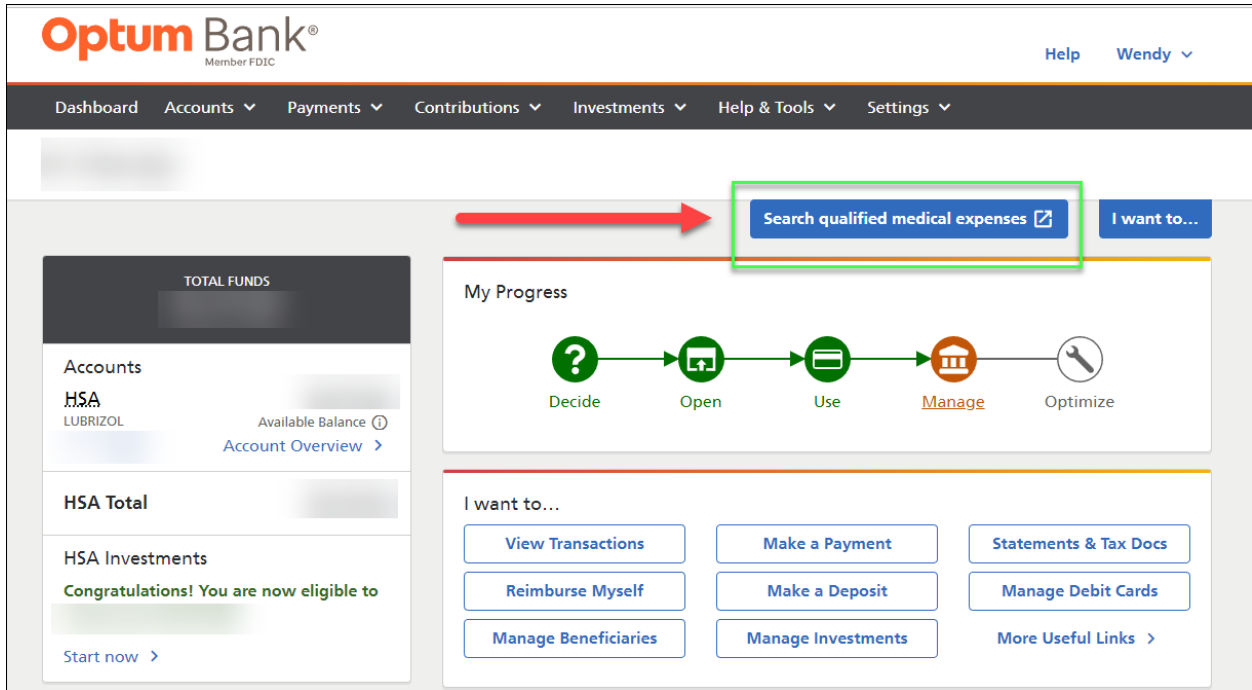 Optum Bank®
Member FDIC
Help Wendy
Dashboard Accounts Payments Contributions Investments Help & Tools Settings
Search qualified medical expenses I want to...
TOTAL FUNDS
Accounts
HSA
LUBRIZOL Available Balance
Account Overview
HSA Total
HSA Investments
Congratulations! You are now eligible to
Start now
My Progress
Decide Open Use Manage Optimize
I want to...
View Transactions Make a Payment Statements & Tax Docs
Reimburse Myself Make a Deposit Manage Debit Cards
Manage Beneficiaries Manage Investments More Useful Links